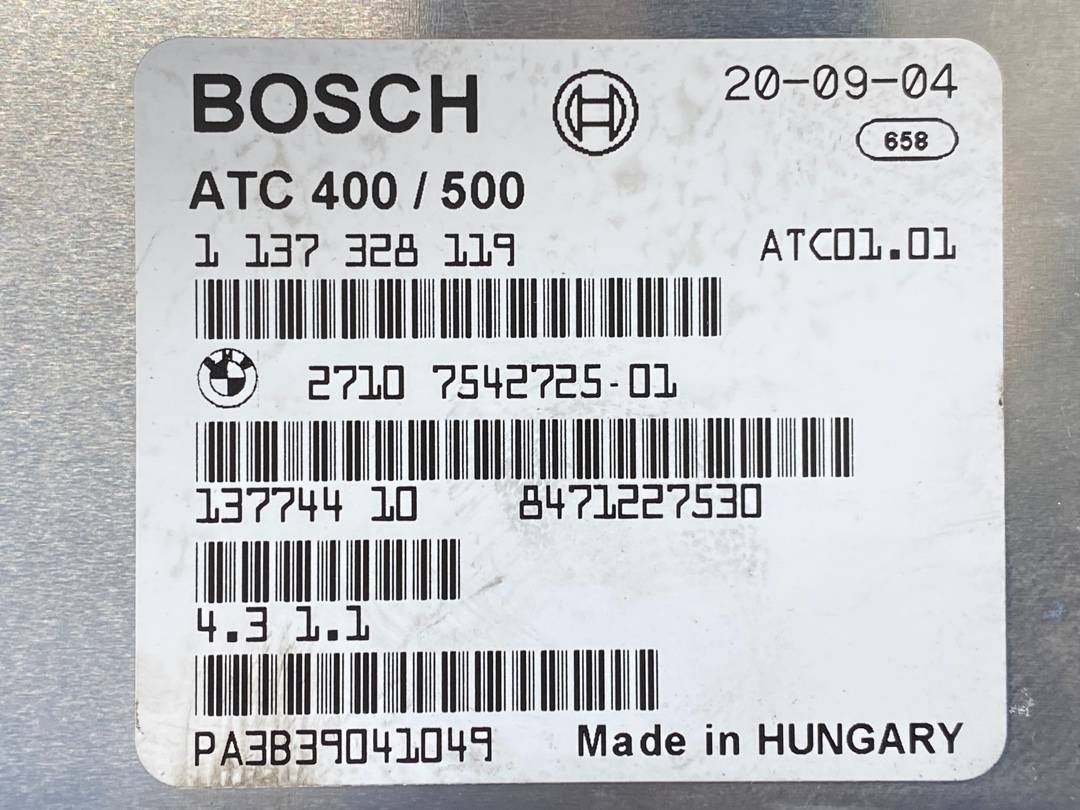 BOSCH
20-09-04
658
ATC 400 / 500
1 137 328 119 ATC01.01
2710 7542725-01
137744 10 8471227530
4.3 1.1
PA3B39041049 Made in HUNGARY